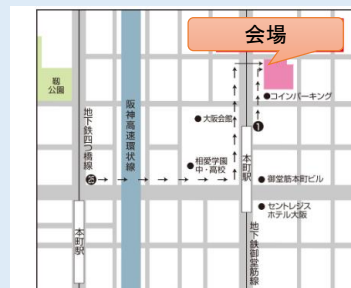 会場
靱
公園
地下鉄四つ橋線
阪神高速環状線
●コインパーキング
●大阪会館
❶
●相愛学園
中・高校
本町駅
㉘
●御堂筋本町ビル
●セントレジス
ホテル大阪
本町駅
地下鉄御堂筋線